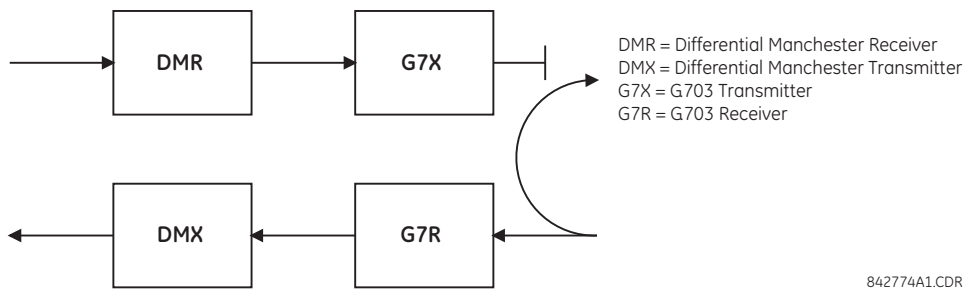 DMR
G7X
DMR = Differential Manchester Receiver
DMX = Differential Manchester Transmitter
G7X = G703 Transmitter
G7R = G703 Receiver
DMX
G7R
842774A1.CDR